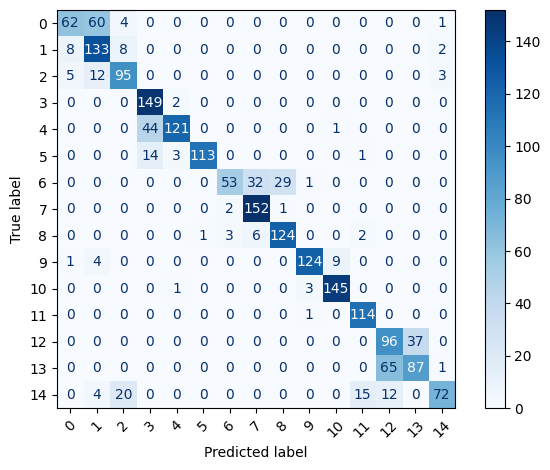 0 62 60 4 0 0 0 0 0 0 0 0 0 0 0 1
1 8 133 8 0 0 0 0 0 0 0 0 0 0 0 2
2 5 12 95 0 0 0 0 0 0 0 0 0 0 0 3
3 0 0 0 149 2 0 0 0 0 0 0 0 0 0 0
4 0 0 0 44 121 0 0 0 0 0 1 0 0 0 0
5 0 0 0 14 3 113 0 0 0 0 0 1 0 0 0
6 0 0 0 0 0 0 53 32 29 1 0 0 0 0 0
7 0 0 0 0 0 0 2 152 1 0 0 0 0 0 0
8 0 0 0 0 0 1 3 6 124 0 0 2 0 0 0
9 1 4 0 0 0 0 0 0 0 124 9 0 0 0 0
10 0 0 0 0 1 0 0 0 0 3 145 0 0 0 0
11 0 0 0 0 0 0 0 0 0 1 0 114 0 0 0
12 0 0 0 0 0 0 0 0 0 0 0 0 96 37 0
13 0 0 0 0 0 0 0 0 0 0 0 0 65 87 1
14 0 4 20 0 0 0 0 0 0 0 0 15 12 0 72
0 1 2 3 4 5 6 7 8 9 10 11 12 13 14
True label
Predicted label
140
120
100
80
60
40
20
0